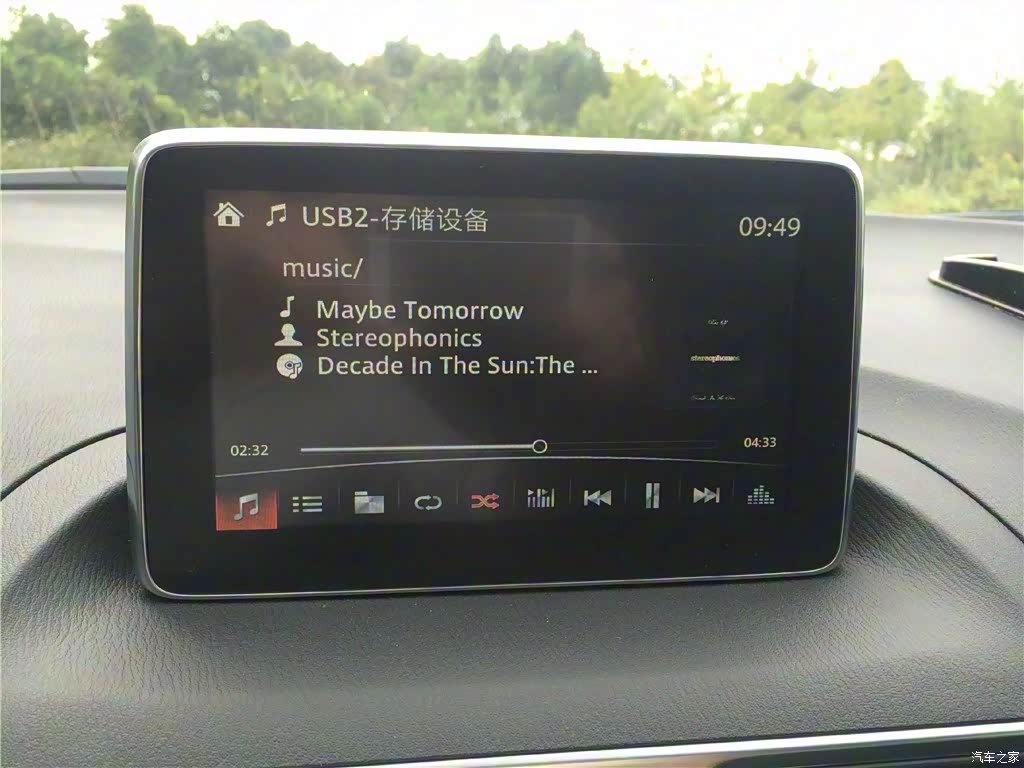 USB2-存储设备
09:49
music/
Maybe Tomorrow
Stereophonics
Decade In The Sun:The ...
stereophonics
02:32
04:33
汽车之家